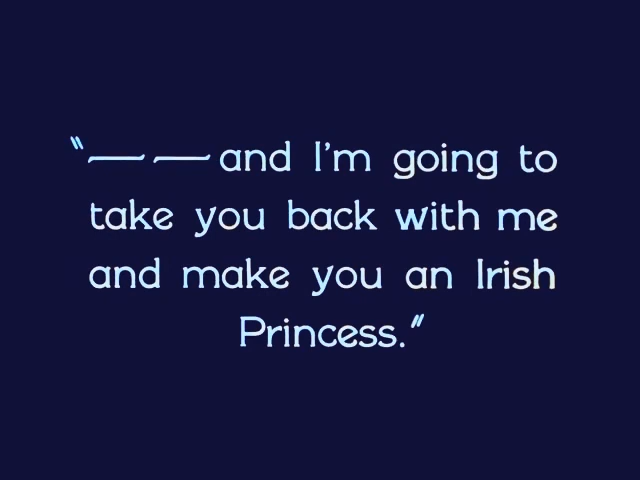 "— — and I'm going to
take you back with me
and make you an Irish
Princess."